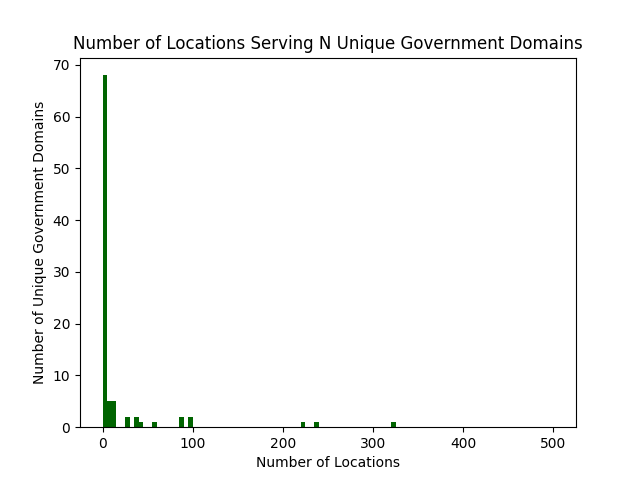 Number of Locations Serving N Unique Government Domains
70
60
50
40
30
20
10
0
Number of Unique Government Domains
0 100 200 300 400 500
Number of Locations